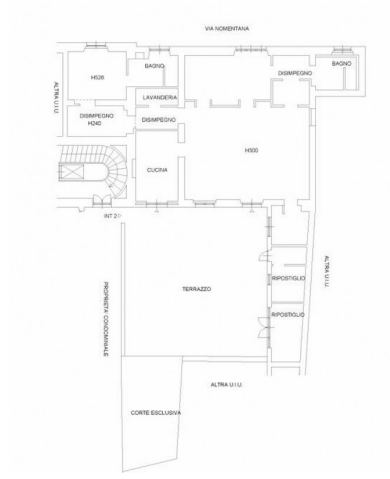 VIA NOMENTANA
BAGNO
BAGNO
H326
DISIMPEGNO
ALTRA U.I.U.
LAVANDERIA
DISIMPEGNO
H240
DISIMPEGNO
H300
CUCINA
INT 2
ALTRA U.I.U.
RIPOSTIGLIO
TERRAZZO
PROPRIETA' CONDOMINIALE
RIPOSTIGLIO
ALTRA U.I.U.
CORTE ESCLUSIVA